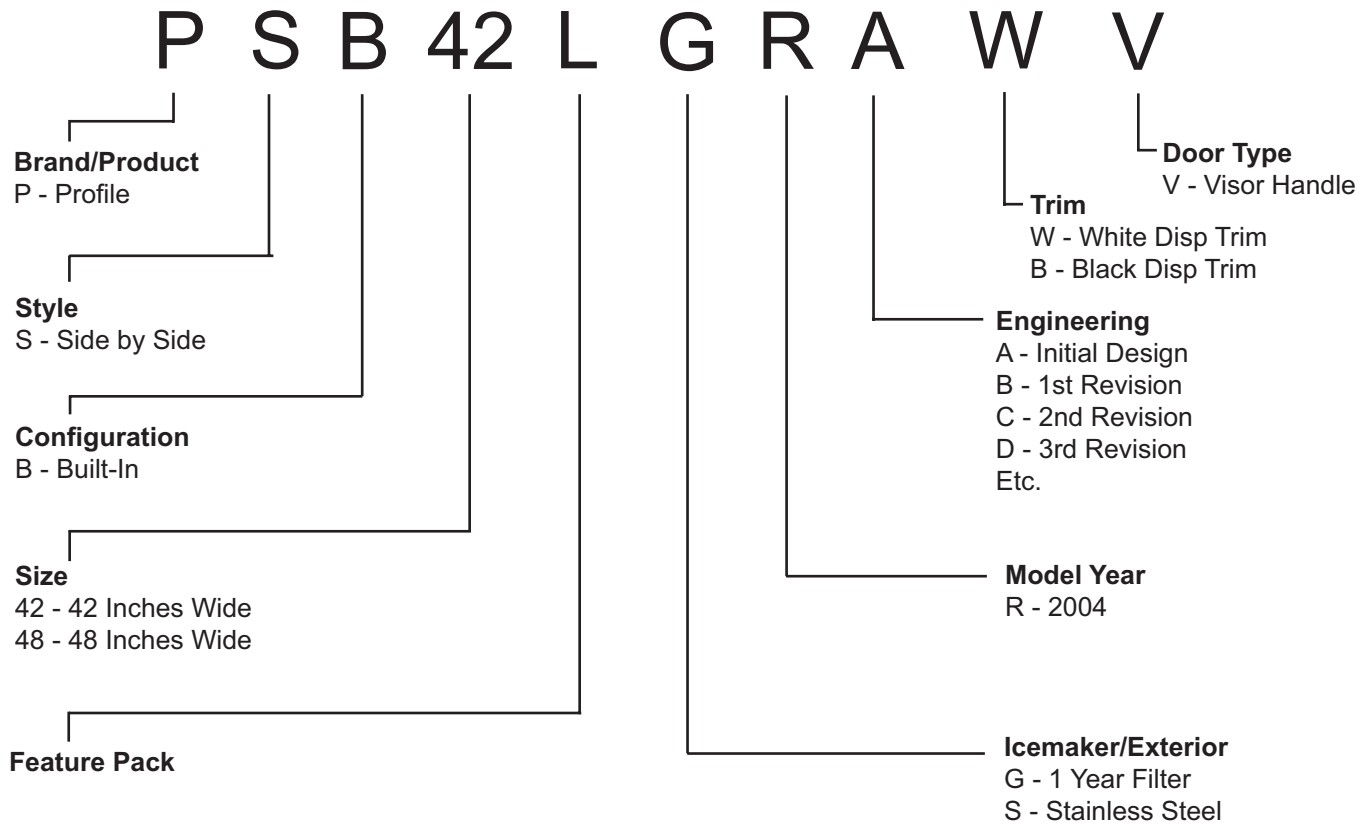 P S B 42 L G R A W V
Brand/Product
P - Profile
Style
S - Side by Side
Configuration
B - Built-In
Size
42 - 42 Inches Wide
48 - 48 Inches Wide
Feature Pack
Door Type
V - Visor Handle
Trim
W - White Disp Trim
B - Black Disp Trim
Engineering
A - Initial Design
B - 1st Revision
C - 2nd Revision
D - 3rd Revision
Etc.
Model Year
R - 2004
Icemaker/Exterior
G - 1 Year Filter
S - Stainless Steel